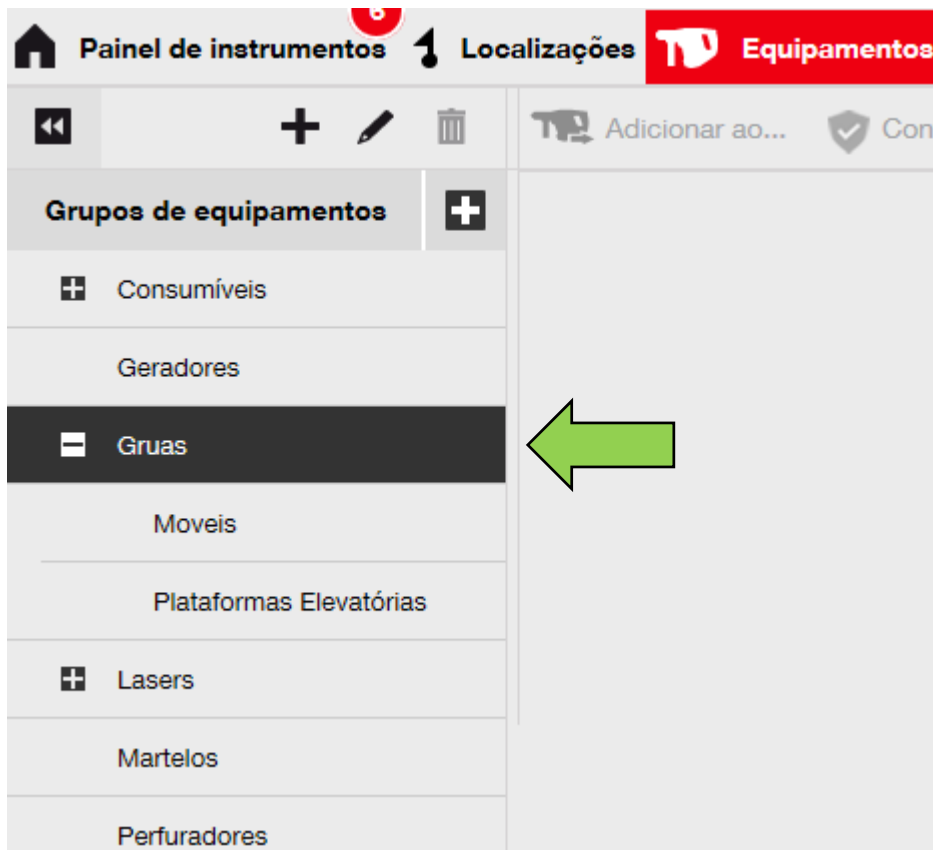 6
Painel de instrumentos Localizações Equipamentos
Adicionar ao... Con
Grupos de equipamentos
Consumíveis
Geradores
Gruas
Moveis
Plataformas Elevatórias
Lasers
Martelos
Perfuradores